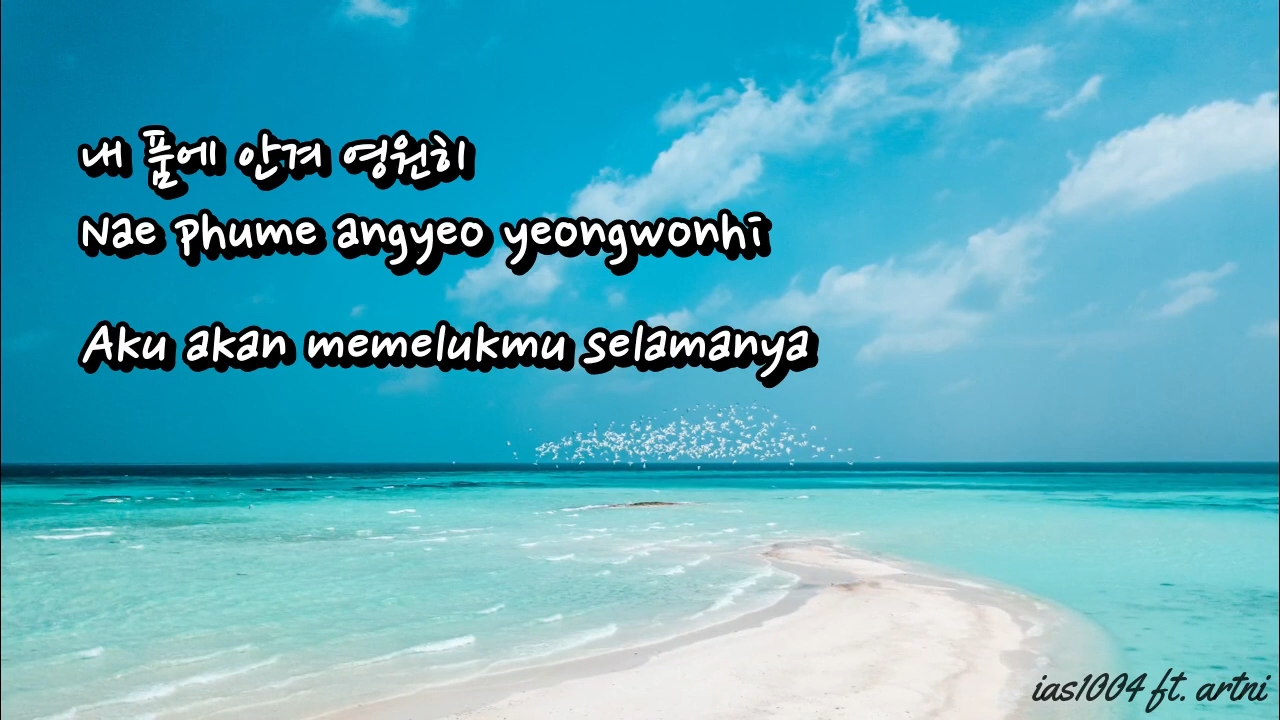 내 품에 안겨 영원히
Nae phume angyeo yeongwonhi
Aku akan memelukmu selamanya
ias1004 ft. artni